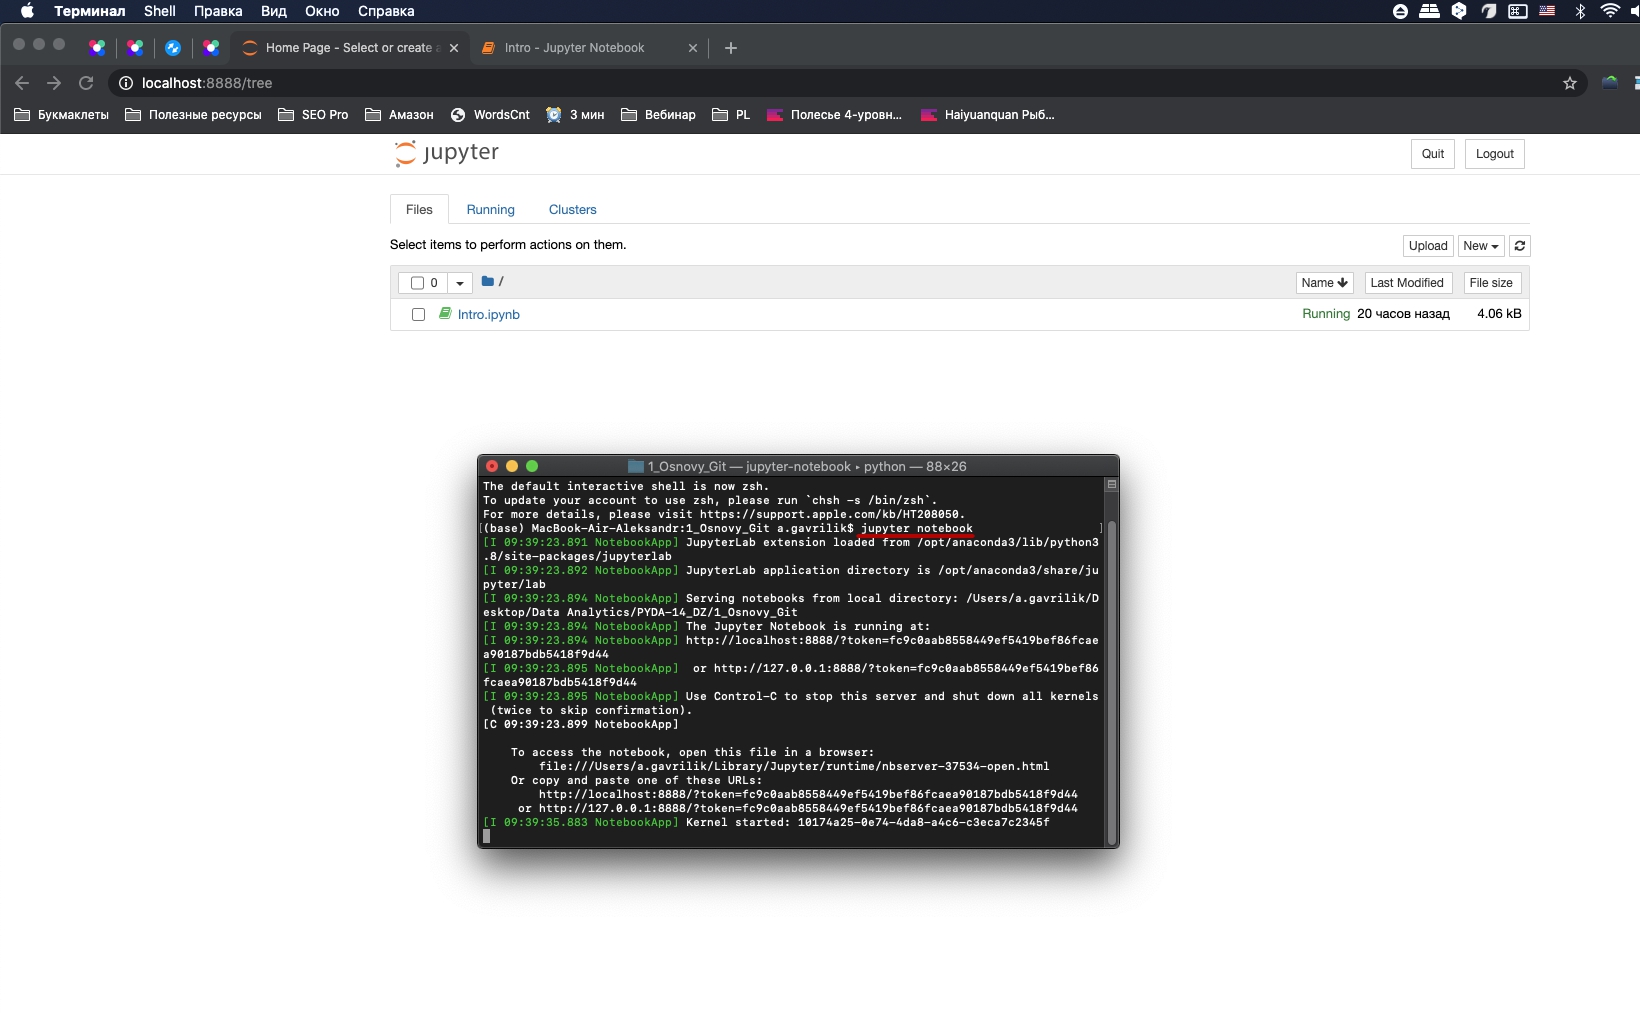 Терминал Shell Правка Вид Окно Справка
Home Page - Select or create a
Intro - Jupyter Notebook
localhost:8888/tree
Букмаклеты Полезные ресурсы SEO Pro Амазон WordsCnt 3 мин Вебинар PL Полесье 4-уровн... Haiyuanquan Рыб...
jupyter
Quit Logout
Files Running Clusters
Select items to perform actions on them.
Upload New
0 / Name Last Modified File size
Intro.ipynb Running 20 часов назад 4.06 kB
1_Osnovy_Git — jupyter-notebook ▸ python — 88×26
The default interactive shell is now zsh.
To update your account to use zsh, please run `chsh -s /bin/zsh`.
For more details, please visit https://support.apple.com/kb/HT208050.
[(base) MacBook-Air-Aleksandr:1_Osnovy_Git a.gavrilik$ jupyter notebook ]
[I 09:39:23.891 NotebookApp] JupyterLab extension loaded from /opt/anaconda3/lib/python3
.8/site-packages/jupyterlab
[I 09:39:23.892 NotebookApp] JupyterLab application directory is /opt/anaconda3/share/ju
pyter/lab
[I 09:39:23.894 NotebookApp] Serving notebooks from local directory: /Users/a.gavrilik/D
esktop/Data Analytics/PYDA-14_DZ/1_Osnovy_Git
[I 09:39:23.894 NotebookApp] The Jupyter Notebook is running at:
[I 09:39:23.894 NotebookApp] http://localhost:8888/?token=fc9c0aab8558449ef5419bef86fcae
a90187bdb5418f9d44
[I 09:39:23.895 NotebookApp]  or http://127.0.0.1:8888/?token=fc9c0aab8558449ef5419bef86
fcaea90187bdb5418f9d44
[I 09:39:23.895 NotebookApp] Use Control-C to stop this server and shut down all kernels
 (twice to skip confirmation).
[C 09:39:23.899 NotebookApp]
To access the notebook, open this file in a browser:
file:///Users/a.gavrilik/Library/Jupyter/runtime/nbserver-37534-open.html
Or copy and paste one of these URLs:
http://localhost:8888/?token=fc9c0aab8558449ef5419bef86fcaea90187bdb5418f9d44
or http://127.0.0.1:8888/?token=fc9c0aab8558449ef5419bef86fcaea90187bdb5418f9d44
[I 09:39:35.883 NotebookApp] Kernel started: 10174a25-0e74-4da8-a4c6-c3eca7c2345f